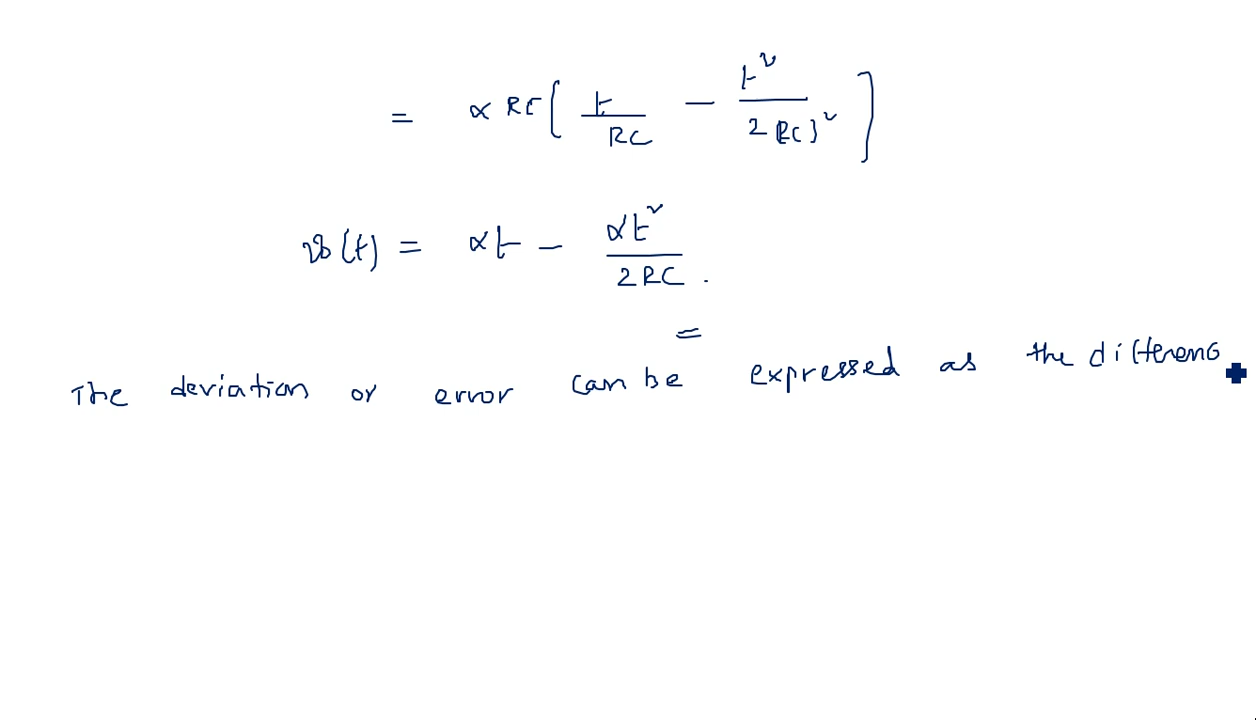 = α RC [ t/RC - t²/2(RC)² ]
v₀(t) = αt - αt²/2RC .
=
The deviation or error can be expressed as the differenc